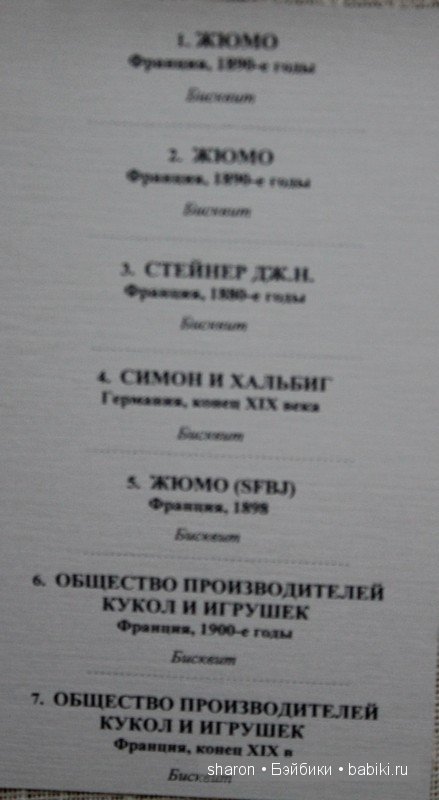 1. ЖЮМО
Франция, 1890-е годы
Бисквит
2. ЖЮМО
Франция, 1890-е годы
Бисквит
3. СТЕЙНЕР ДЖ.Н.
Франция, 1880-е годы
Бисквит
4. СИМОН И ХАЛЬБИГ
Германия, конец XIX века
Бисквит
5. ЖЮМО (SFBJ)
Франция, 1898
Бисквит
6. ОБЩЕСТВО ПРОИЗВОДИТЕЛЕЙ
КУКОЛ И ИГРУШЕК
Франция, 1900-е годы
Бисквит
7. ОБЩЕСТВО ПРОИЗВОДИТЕЛЕЙ
КУКОЛ И ИГРУШЕК
Франция, конец XIX в
Бисквит
sharon • Бэйбики • babiki.ru